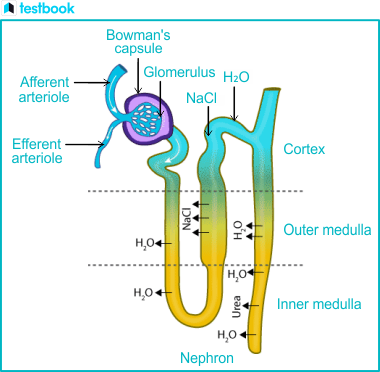 testbook
Bowman's
capsule
Afferent
arteriole
Glomerulus
H₂O
NaCl
Efferent
arteriole
Cortex
NaCl
H₂O
H₂O
Outer medulla
H₂O
H₂O
Urea
Inner medulla
H₂O
Nephron